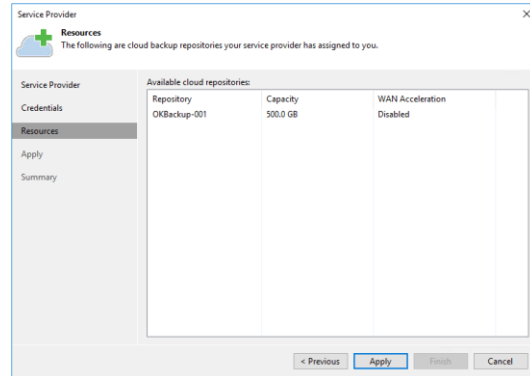 Service Provider
Resources
The following are cloud backup repositories your service provider has assigned to you.
Service Provider
Credentials
Resources
Apply
Summary
Available cloud repositories:
Repository Capacity WAN Acceleration
OKBackup-001 500.0 GB Disabled
< Previous Apply Finish Cancel